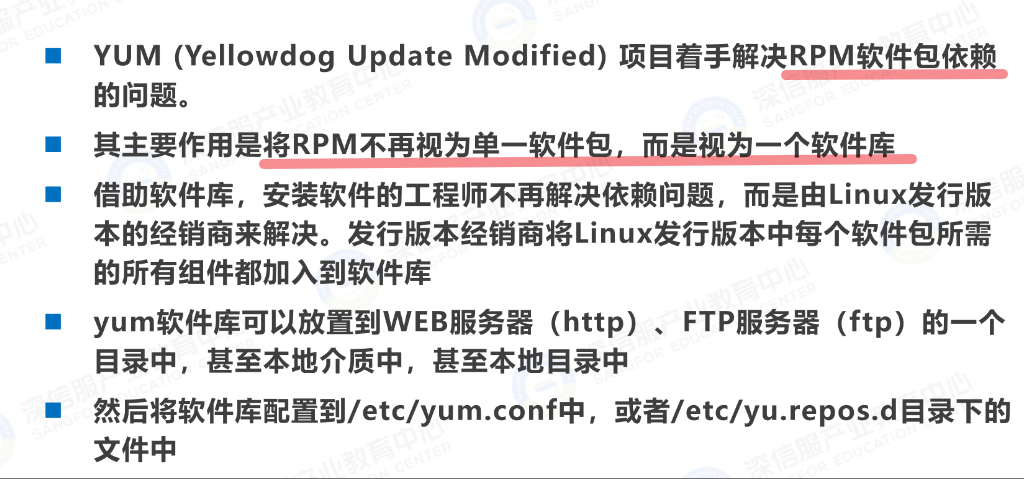 YUM (Yellowdog Update Modified) 项目着手解决RPM软件包依赖
的问题。
其主要作用是将RPM不再视为单一软件包，而是视为一个软件库
借助软件库，安装软件的工程师不再解决依赖问题，而是由Linux发行版
本的经销商来解决。发行版本经销商将Linux发行版本中每个软件包所需
的所有组件都加入到软件库
yum软件库可以放置到WEB服务器（http）、FTP服务器（ftp）的一个
目录中，甚至本地介质中，甚至本地目录中
然后将软件库配置到/etc/yum.conf中，或者/etc/yu.repos.d目录下的
文件中
深信服产业教育中心
SANGFOR EDUCATION CENTER